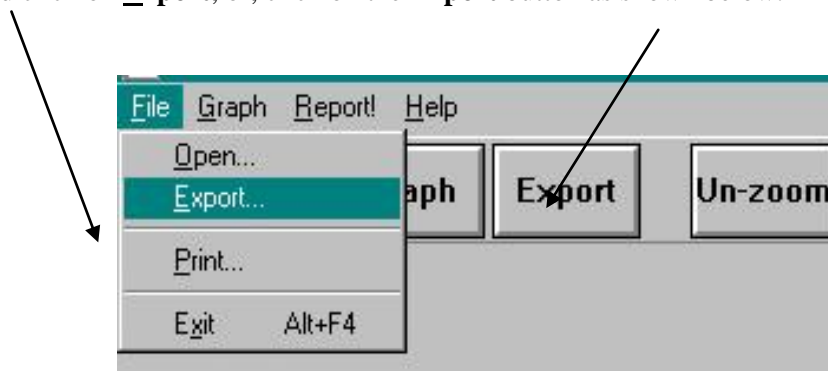 File Graph Report! Help
Open...
Export...
Print...
Exit Alt+F4
aph Export Un-zoom